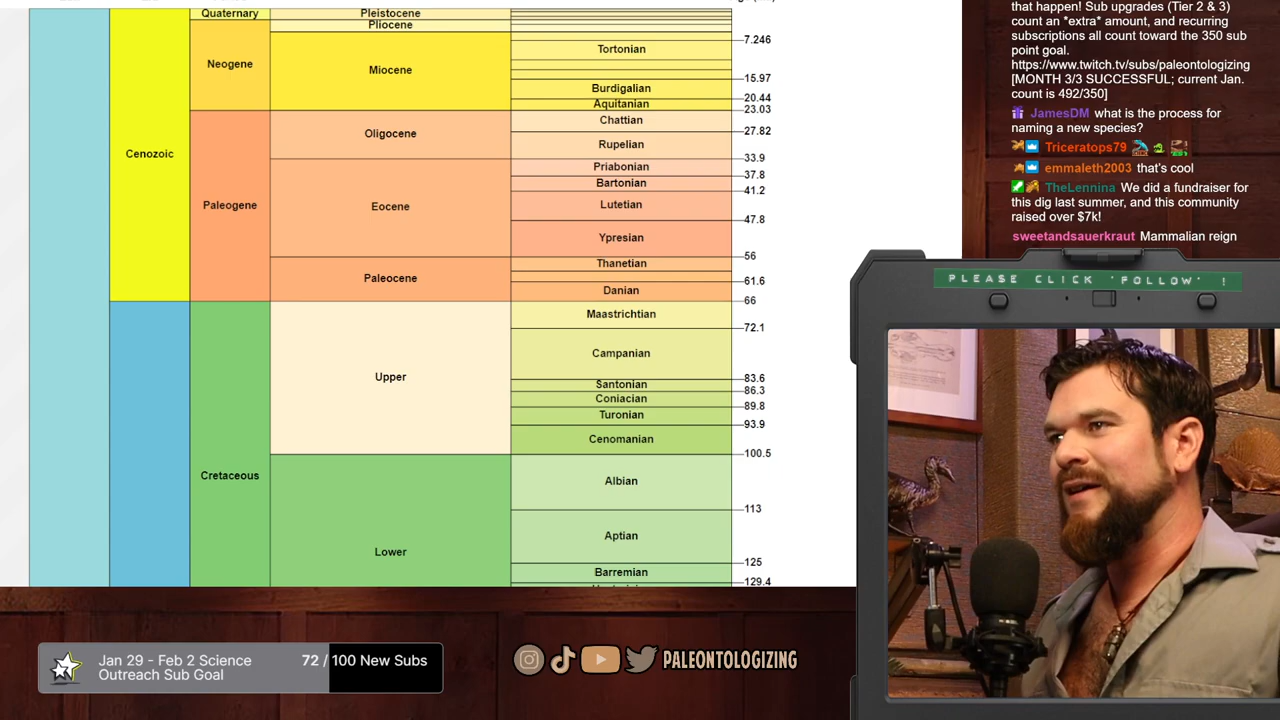 Quaternary
Pleistocene
Pliocene
7.246
Tortonian
Neogene
Miocene
15.97
Burdigalian
20.44
Aquitanian
23.03
Chattian
27.82
Oligocene
Rupelian
Cenozoic
33.9
Priabonian
37.8
Bartonian
41.2
Paleogene
Eocene
Lutetian
47.8
Ypresian
56
Thanetian
Paleocene
61.6
Danian
66
Maastrichtian
72.1
Campanian
Upper
83.6
Santonian
86.3
Coniacian
89.8
Turonian
93.9
Cenomanian
100.5
Cretaceous
Albian
113
Aptian
Lower
125
Barremian
129.4
that happen! Sub upgrades (Tier 2 & 3)
count an *extra* amount, and recurring
subscriptions all count toward the 350 sub
point goal.
https://www.twitch.tv/subs/paleontologizing
[MONTH 3/3 SUCCESSFUL; current Jan.
count is 492/350]
JamesDM what is the process for
naming a new species?
Triceratops79
emmaleth2003 that's cool
TheLennina We did a fundraiser for
this dig last summer, and this community
raised over $7k!
sweetandsauerkraut Mammalian reign
PLEASE CLICK 'FOLLOW' !
Jan 29 - Feb 2 Science
Outreach Sub Goal
72 / 100 New Subs
PALEONTOLOGIZING